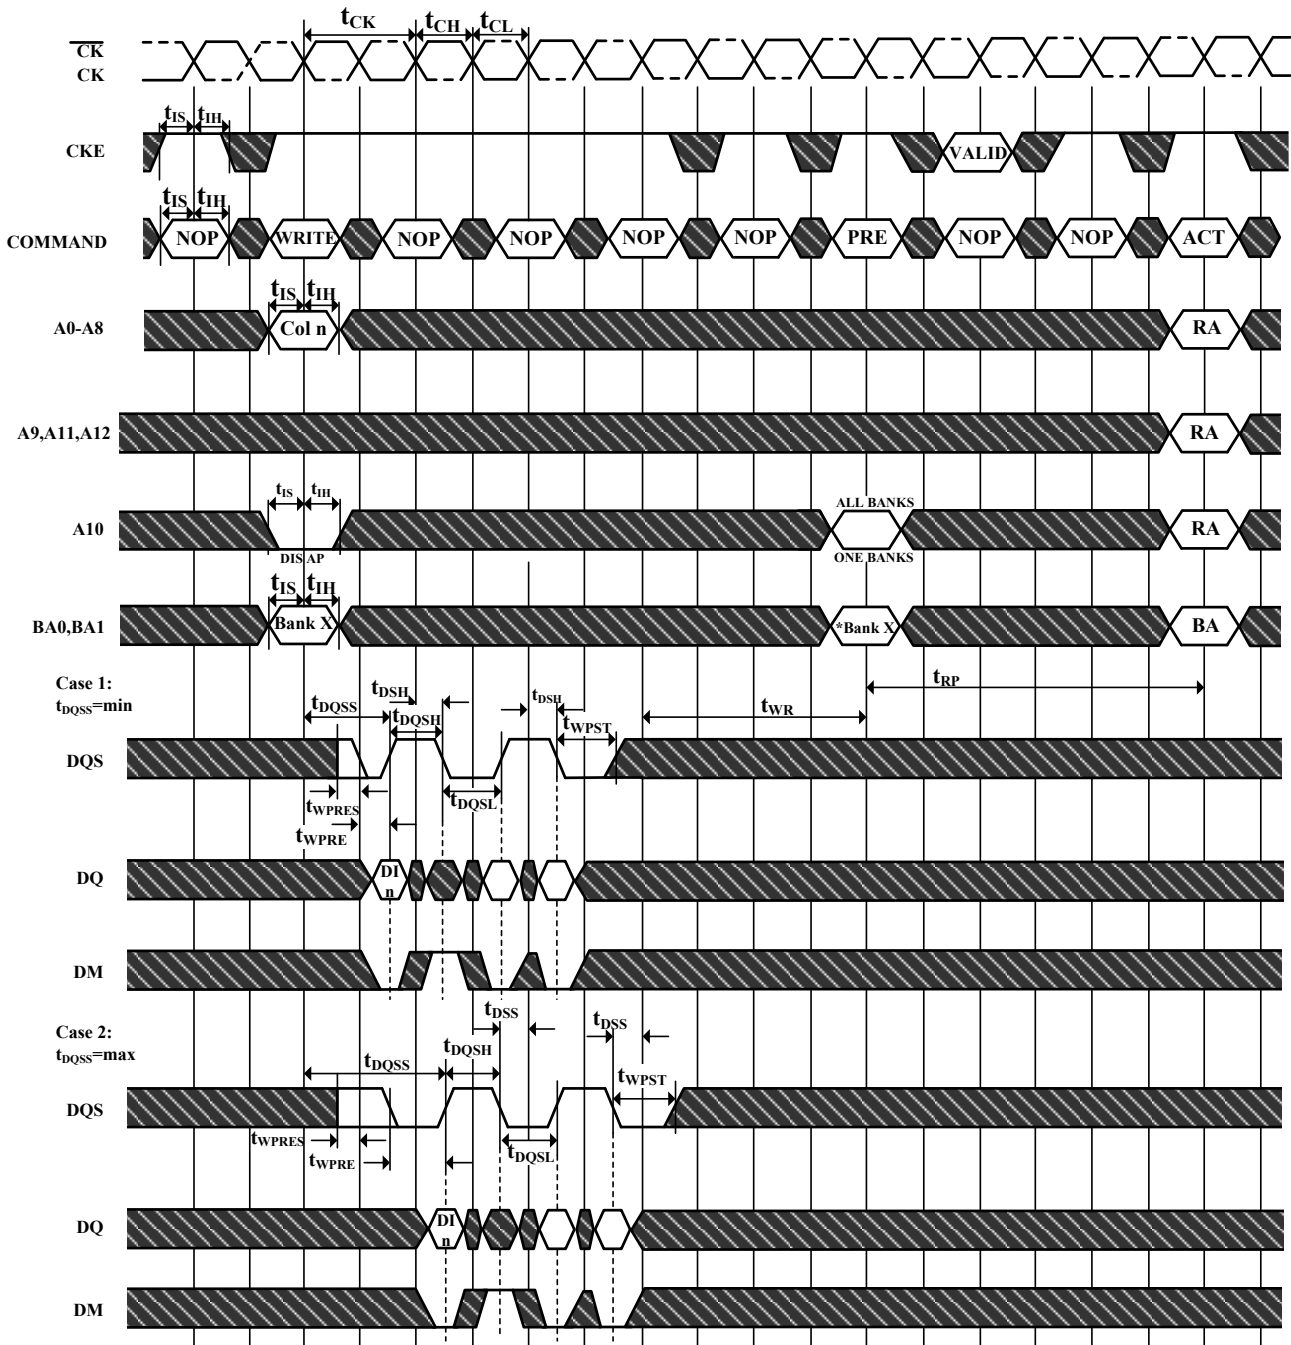 tCK tCH tCL
CK
CK
tIS tIH
CKE
VALID
tIS tIH
COMMAND NOP WRITE NOP NOP NOP NOP PRE NOP NOP ACT
tIS tIH
A0-A8 Col n RA
A9,A11,A12 RA
tIS tIH ALL BANKS
A10 RA
DIS AP ONE BANKS
tIS tIH
BA0,BA1 Bank X *Bank X BA
Case 1:
tDQSS=min
tDQSS tDSH tDQSH tDSH tWPST tWR tRP
DQS
tWPRES tDQSL
tWPRE
DQ DI
n
DM
Case 2:
tDQSS=max
tDSS tDSS
tDQSS tDQSH tWPST
DQS
tWPRES tWPRE tDQSL
DQ DI
n
DM